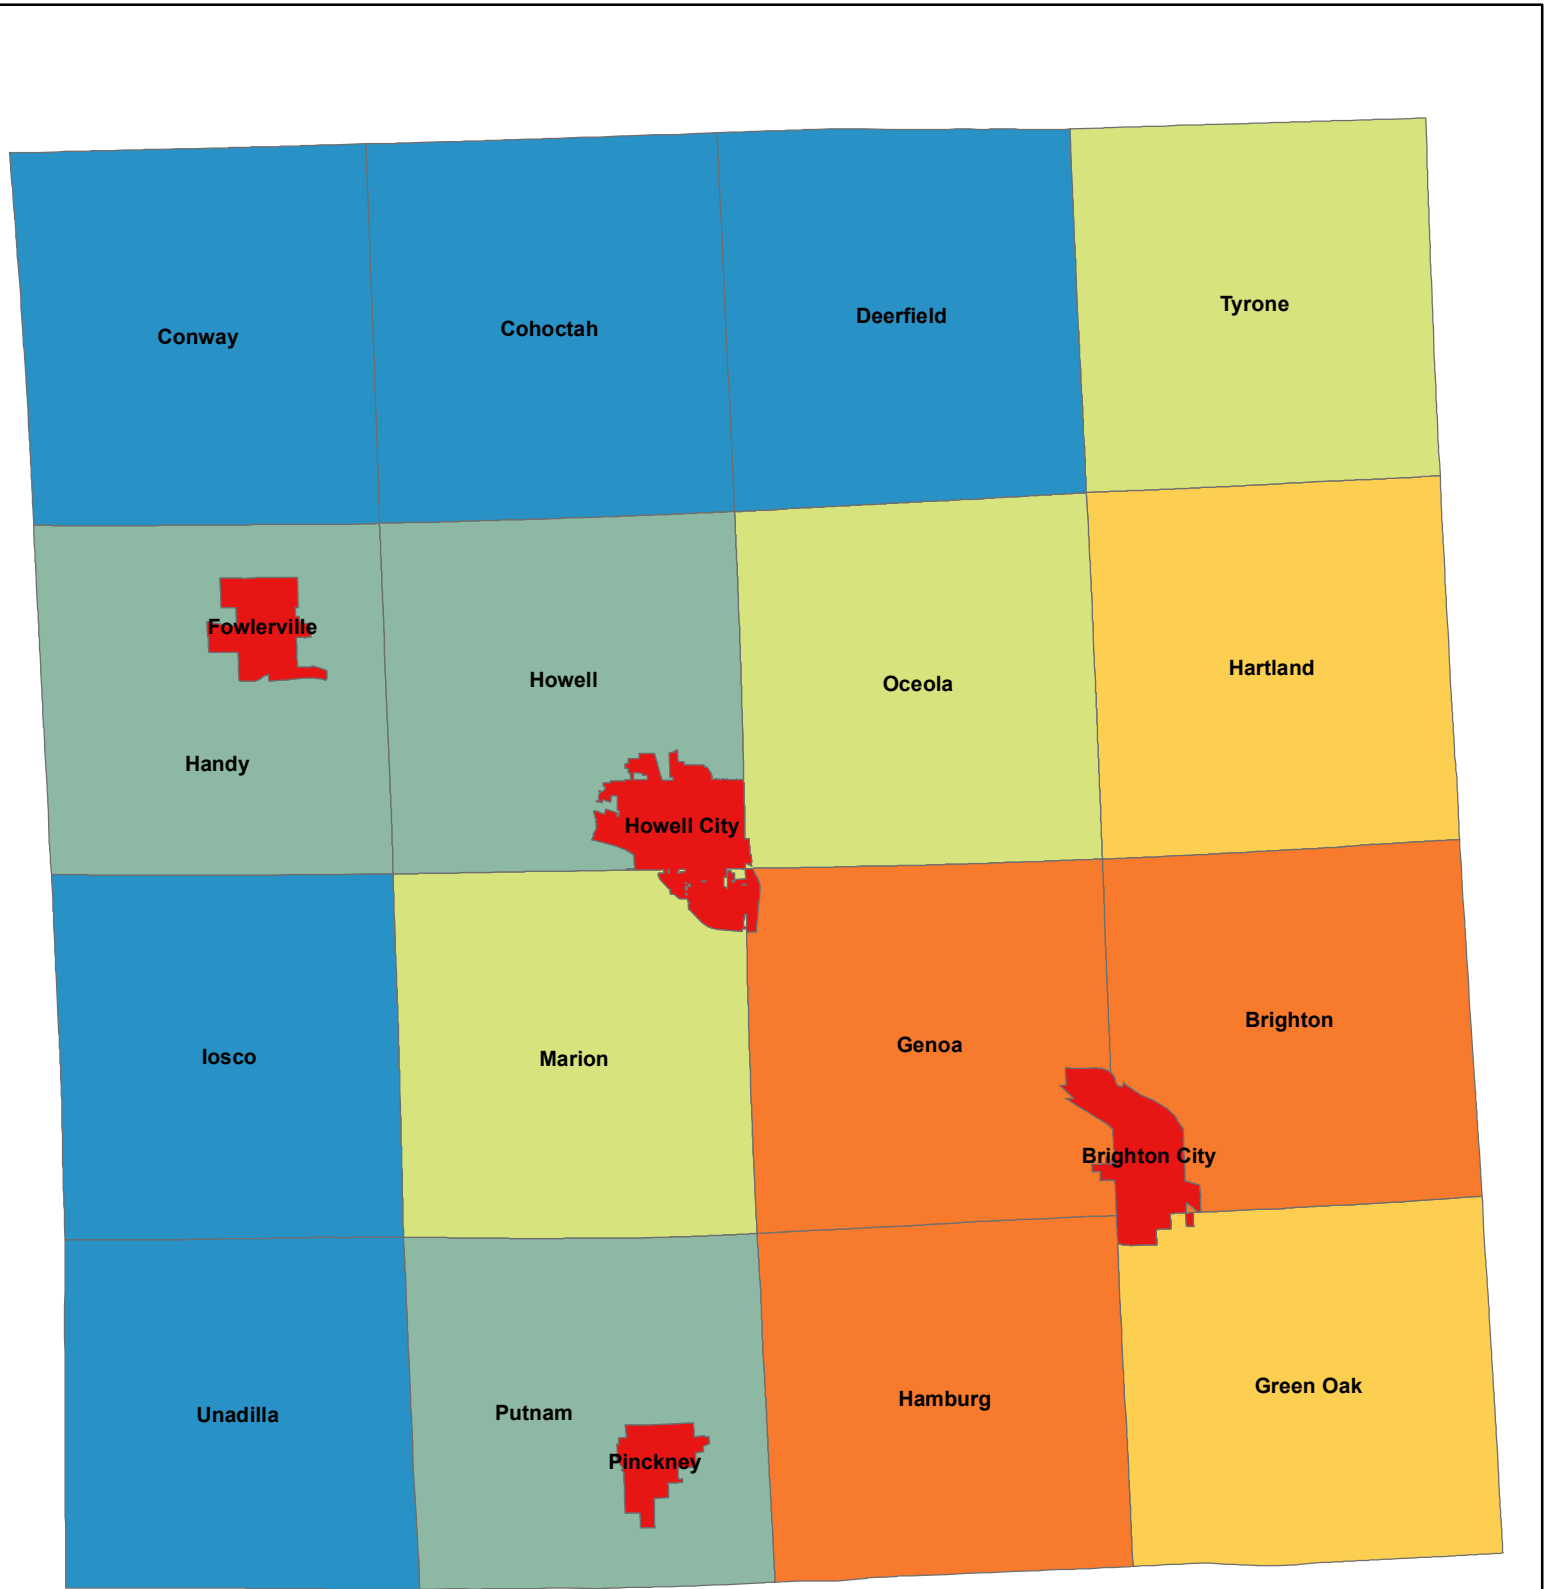 Conway
Cohoctah
Deerfield
Tyrone
Fowlerville
Howell
Oceola
Hartland
Handy
Howell City
Iosco
Marion
Genoa
Brighton
Brighton City
Unadilla
Putnam
Hamburg
Green Oak
Pinckney